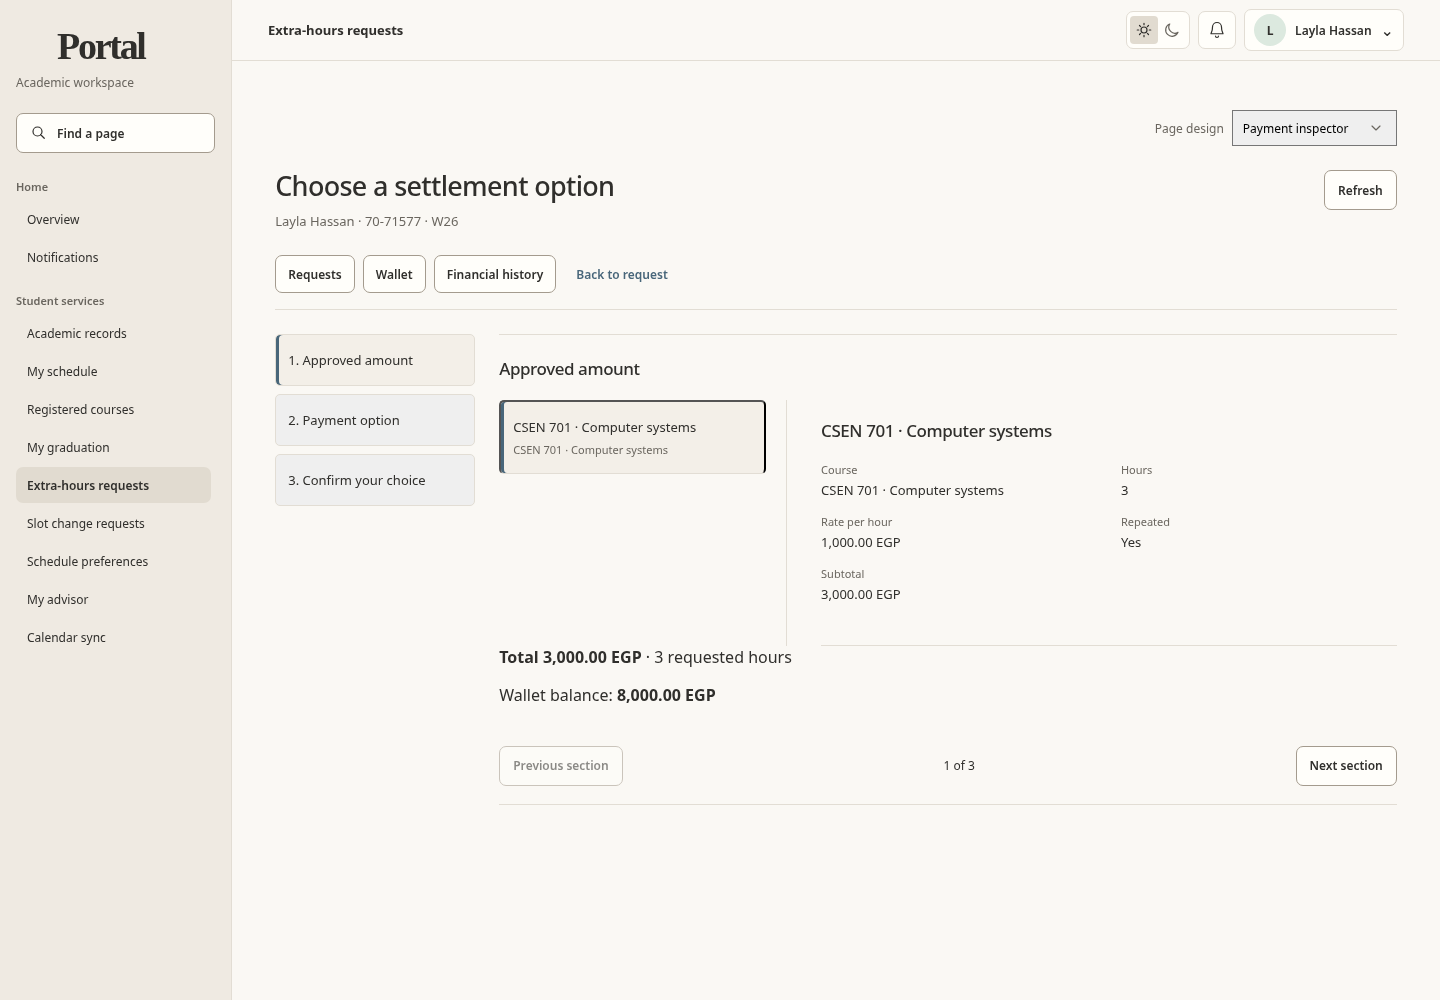 Portal
Academic workspace
Find a page
Home
Overview
Notifications
Student services
Academic records
My schedule
Registered courses
My graduation
Extra-hours requests
Slot change requests
Schedule preferences
My advisor
Calendar sync
Extra-hours requests
L
Layla Hassan
Page design
Payment inspector
Choose a settlement option
Layla Hassan · 70-71577 · W26
Refresh
Requests
Wallet
Financial history
Back to request
1. Approved amount
2. Payment option
3. Confirm your choice
Approved amount
CSEN 701 · Computer systems
CSEN 701 · Computer systems
CSEN 701 · Computer systems
Course
CSEN 701 · Computer systems
Hours
3
Rate per hour
1,000.00 EGP
Repeated
Yes
Subtotal
3,000.00 EGP
Total 3,000.00 EGP · 3 requested hours
Wallet balance: 8,000.00 EGP
Previous section
1 of 3
Next section